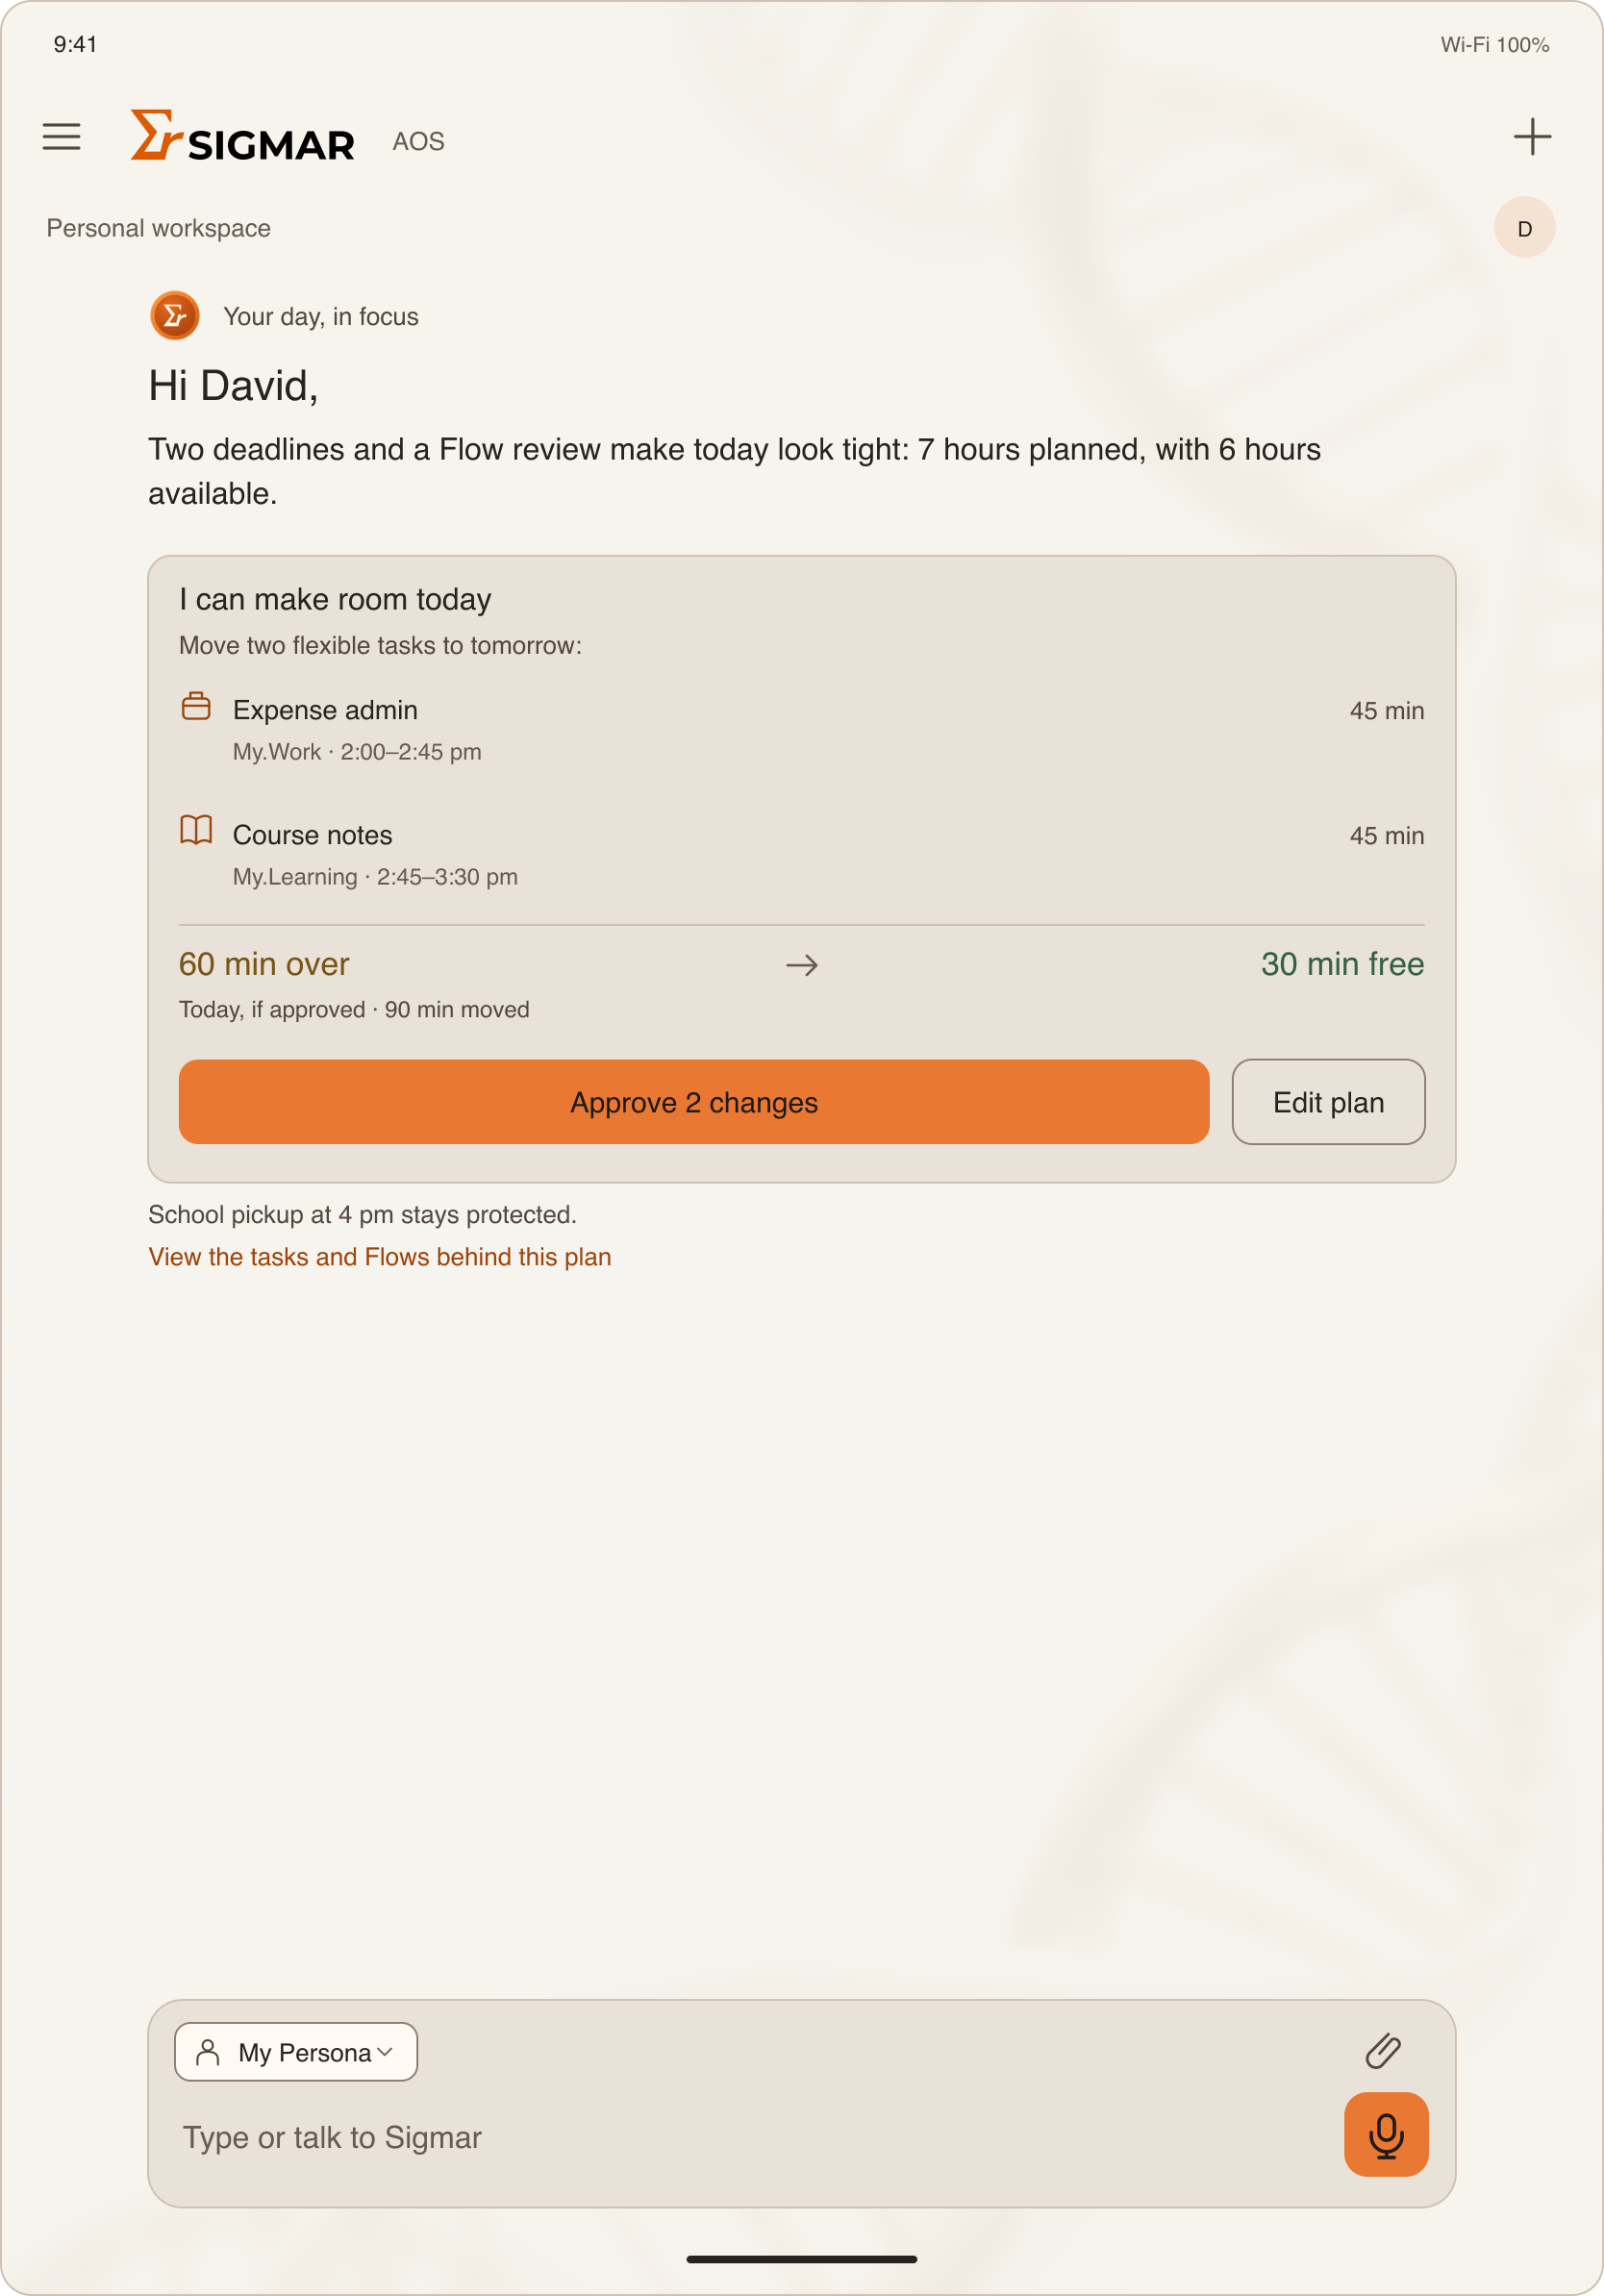 9:41
Wi-Fi 100%
Σr SIGMAR AOS
Personal workspace
D
Σr
Your day, in focus
Hi David,
Two deadlines and a Flow review make today look tight: 7 hours planned, with 6 hours
available.
I can make room today
Move two flexible tasks to tomorrow:
Expense admin
45 min
My.Work · 2:00–2:45 pm
Course notes
45 min
My.Learning · 2:45–3:30 pm
60 min over → 30 min free
Today, if approved · 90 min moved
Approve 2 changes
Edit plan
School pickup at 4 pm stays protected.
View the tasks and Flows behind this plan
My Persona
Type or talk to Sigmar